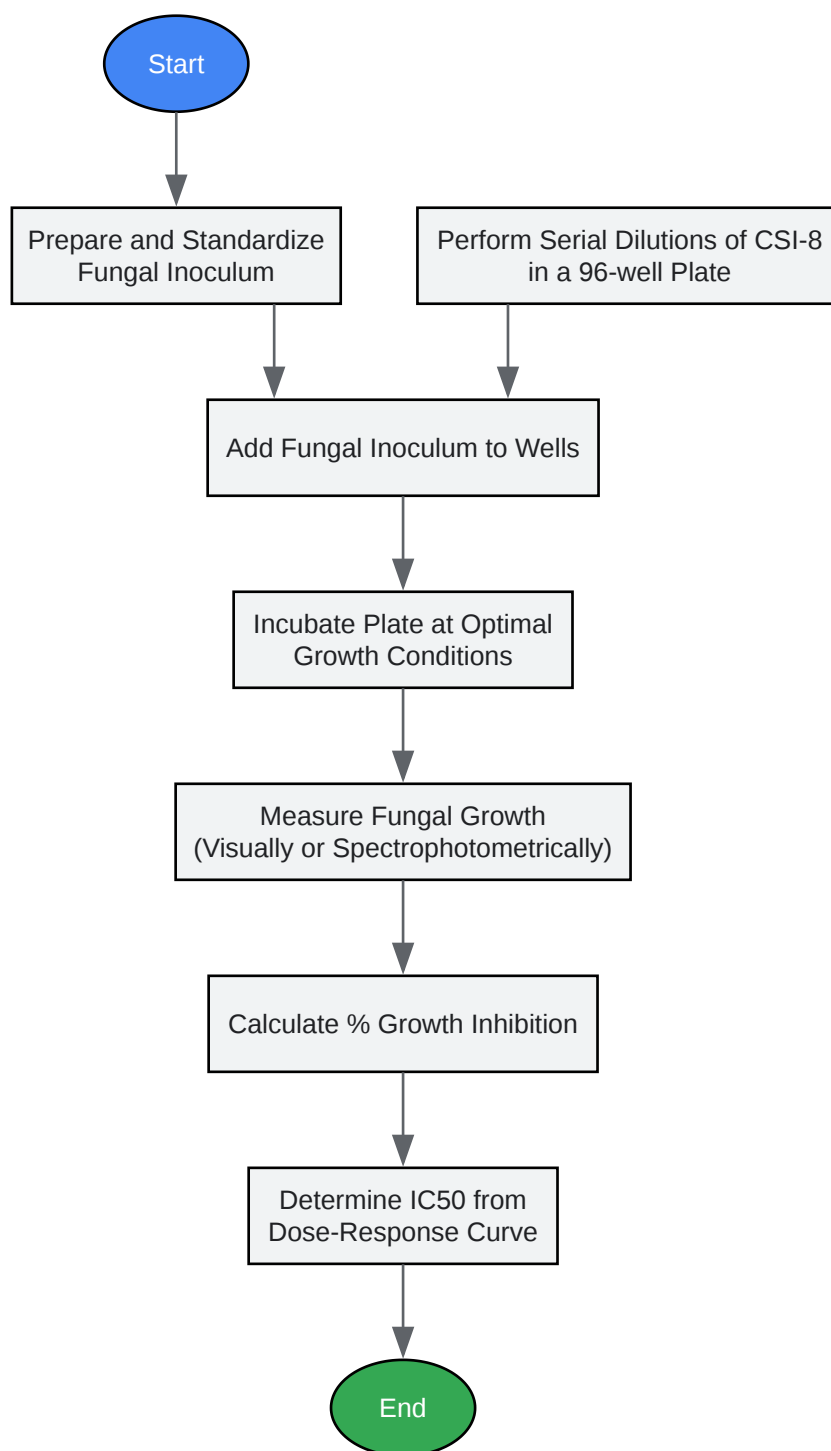 Start
Prepare and Standardize
Fungal Inoculum
Perform Serial Dilutions of CSI-8
in a 96-well Plate
Add Fungal Inoculum to Wells
Incubate Plate at Optimal
Growth Conditions
Measure Fungal Growth
(Visually or Spectrophotometrically)
Calculate % Growth Inhibition
Determine IC50 from
Dose-Response Curve
End